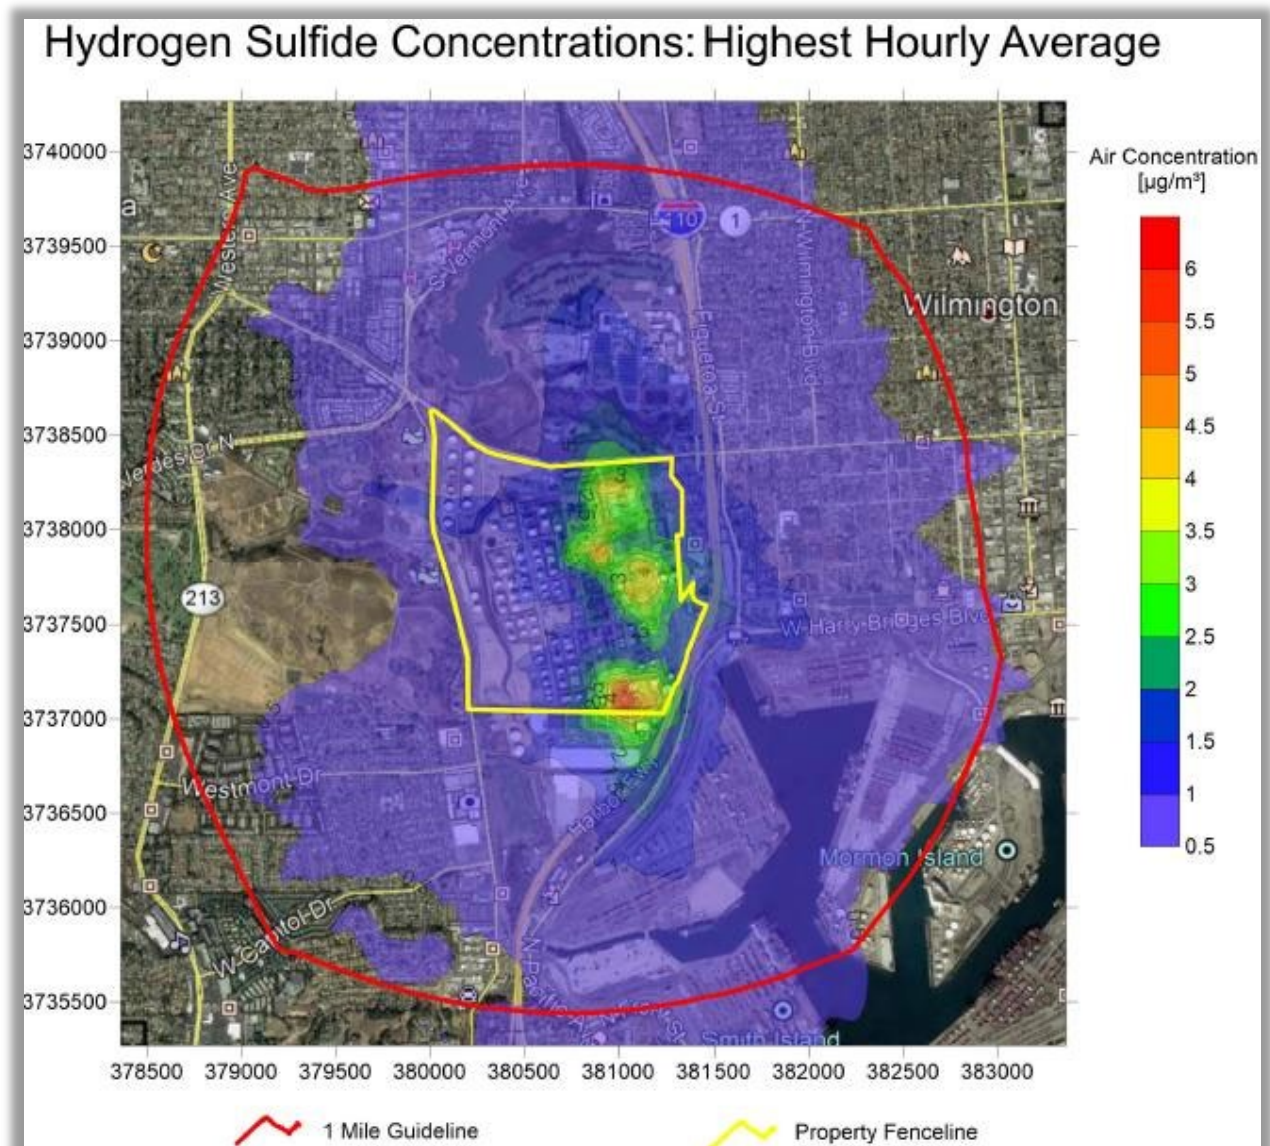 Hydrogen Sulfide Concentrations: Highest Hourly Average
Air Concentration
[µg/m³]
6
5.5
5
4.5
4
3.5
3
2.5
2
1.5
1
0.5
3740000
3739500
3739000
3738500
3738000
3737500
3737000
3736500
3736000
3735500
a
Western Ave
S Vermont Ave
1
N Wilmington Blvd
Wilmington
Figueroa St
213
3
3
W Harry Bridges Blvd
Westmont Dr
Harbor Fwy
Mormon Island
W Capitol Dr
N Pacific Av
Smith Island
378500 379000 379500 380000 380500 381000 381500 382000 382500 383000
1 Mile Guideline
Property Fenceline